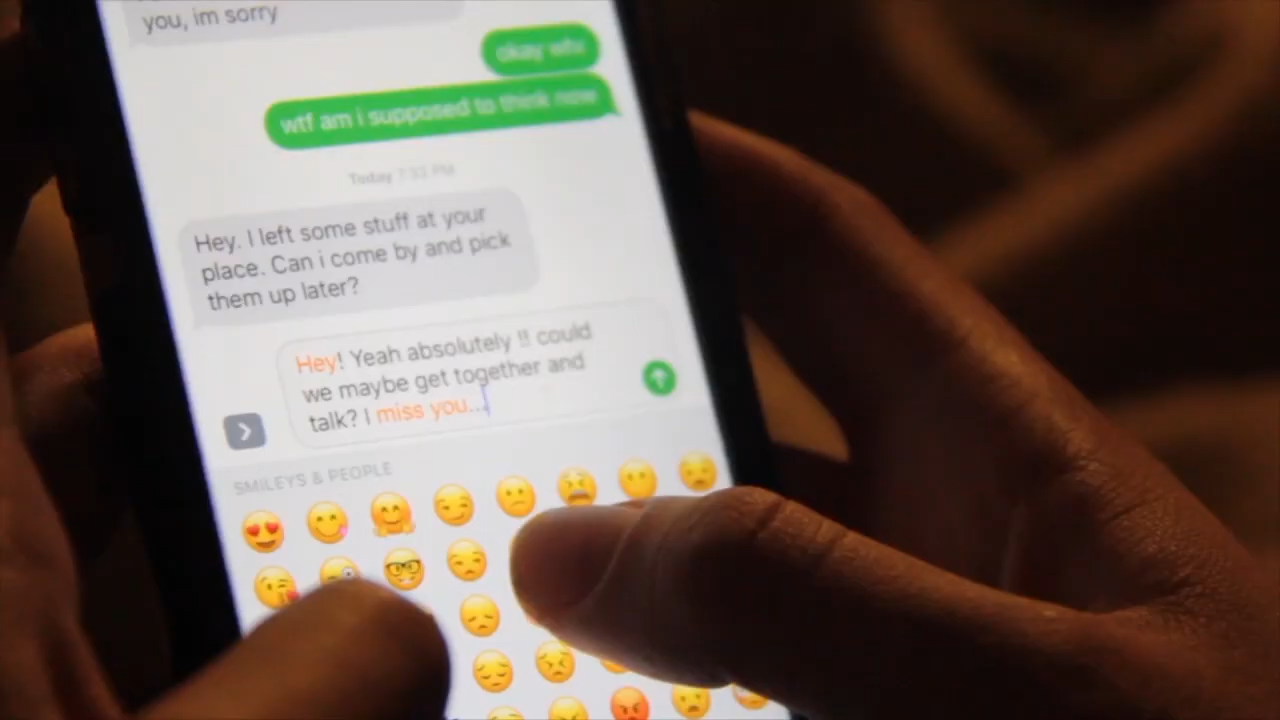 you, im sorry
okay wtv
wtf am i supposed to think now
Today 7:33 PM
Hey. I left some stuff at your
place. Can i come by and pick
them up later?
Hey! Yeah absolutely !! could
we maybe get together and
talk? I miss you...
SMILEYS & PEOPLE